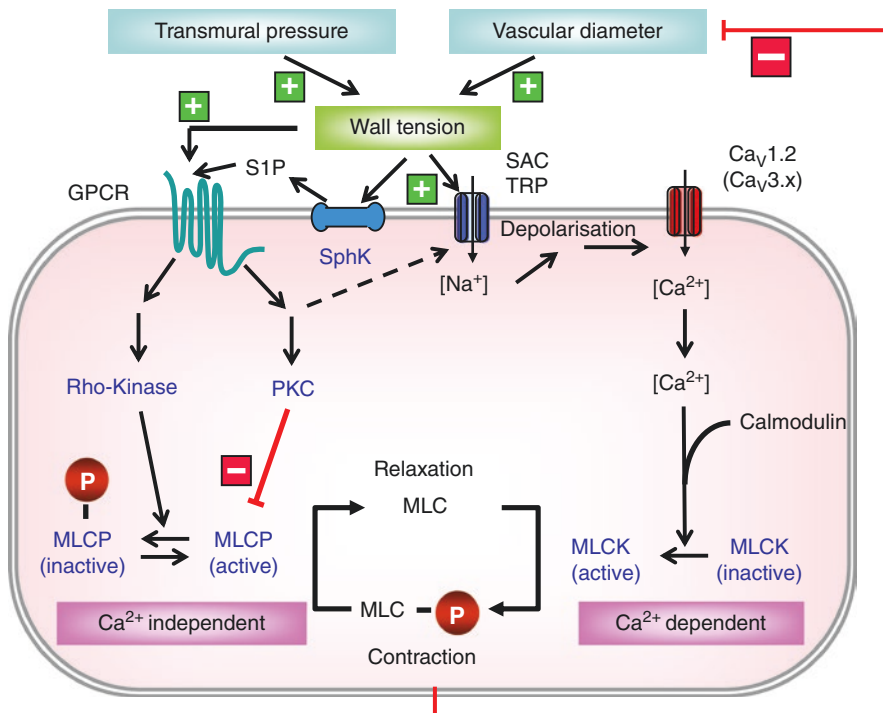 Transmural pressure
Vascular diameter
−
+
+
+
Wall tension
SAC
TRP
CaV1.2
(CaV3.x)
GPCR
S1P
+
SphK
Depolarisation
[Na+]
[Ca2+]
Rho-Kinase
PKC
[Ca2+]
Calmodulin
−
P
Relaxation
MLC
MLCP
(inactive)
MLCP
(active)
MLCK
(active)
MLCK
(inactive)
MLC
P
Ca2+ independent
Ca2+ dependent
Contraction